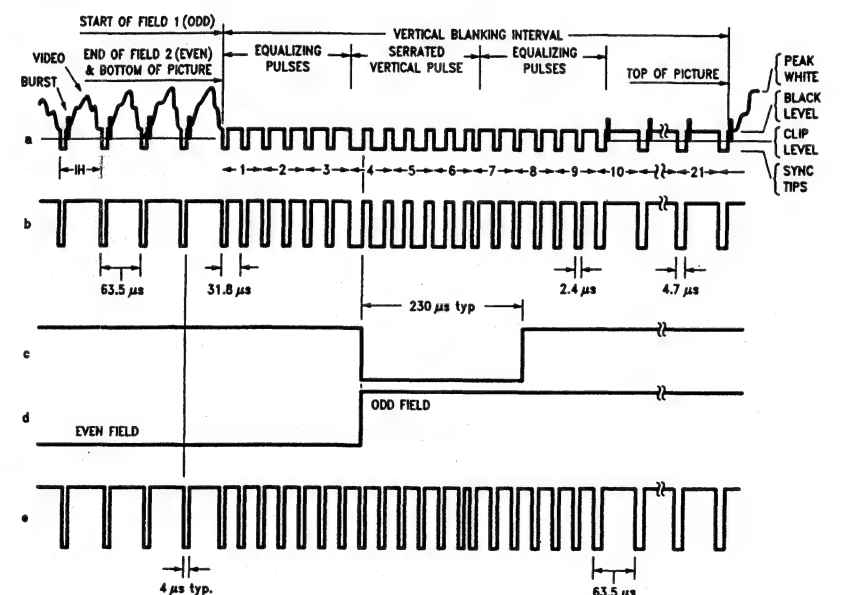 START OF FIELD 1 (ODD)
VERTICAL BLANKING INTERVAL
VIDEO
BURST
END OF FIELD 2 (EVEN)
& BOTTOM OF PICTURE
EQUALIZING
PULSES
SERRATED
VERTICAL PULSE
EQUALIZING
PULSES
TOP OF PICTURE
PEAK
WHITE
BLACK
LEVEL
CLIP
LEVEL
SYNC
TIPS
a
IH
1 2 3 4 5 6 7 8 9 10 21
b
63.5 μs
31.8 μs
2.4 μs
4.7 μs
230 μs typ
c
d
ODD FIELD
EVEN FIELD
e
4 μs typ.
63.5 μs